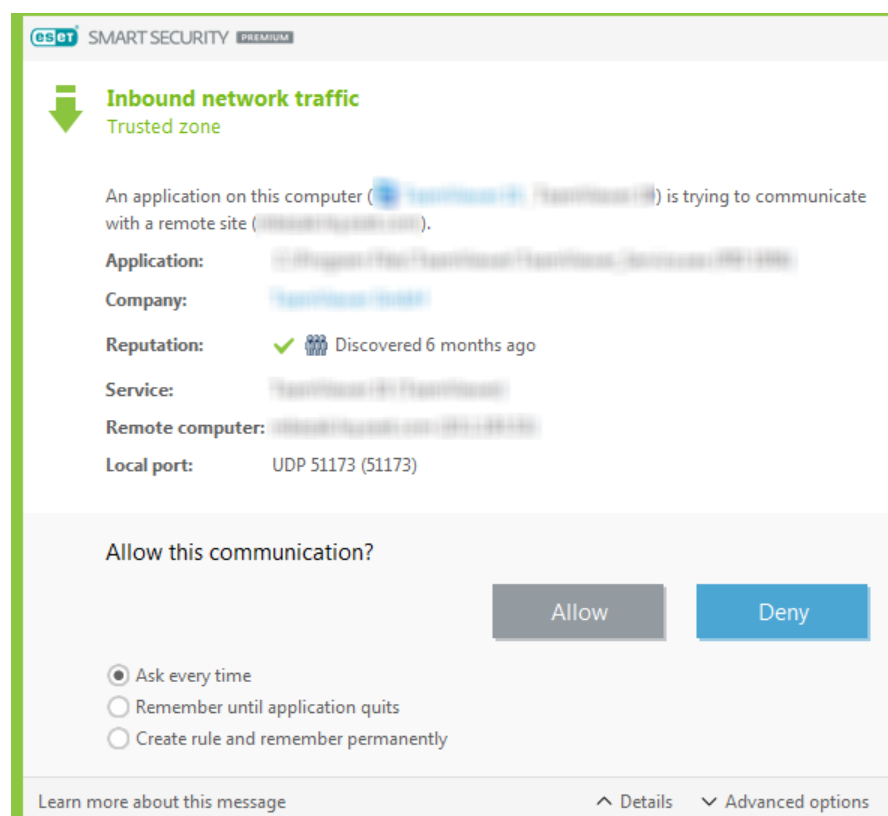 eset SMART SECURITY PREMIUM
Inbound network traffic
Trusted zone
An application on this computer ( ) is trying to communicate
with a remote site ( ).
Application:
Company:
Reputation: Discovered 6 months ago
Service:
Remote computer:
Local port: UDP 51173 (51173)
Allow this communication?
Allow Deny
Ask every time
Remember until application quits
Create rule and remember permanently
Learn more about this message Details Advanced options